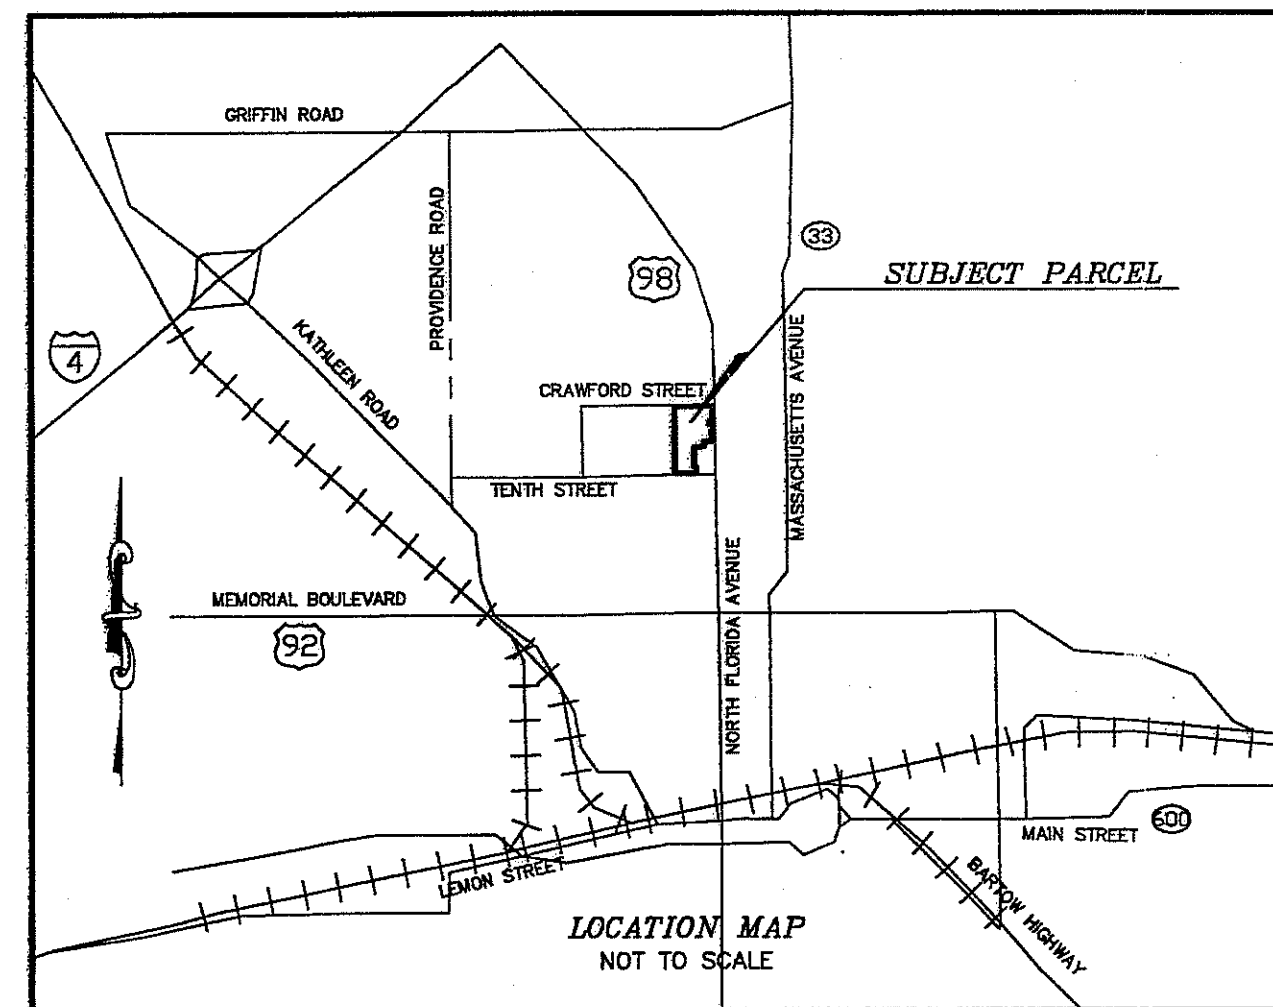 GRIFFIN ROAD
PROVIDENCE ROAD
33
98
SUBJECT PARCEL
4
KATHLEEN ROAD
MASSACHUSETTS AVENUE
CRAWFORD STREET
TENTH STREET
MEMORIAL BOULEVARD
92
NORTH FLORIDA AVENUE
600
MAIN STREET
LEMON STREET
BARTOW HIGHWAY
LOCATION MAP
NOT TO SCALE